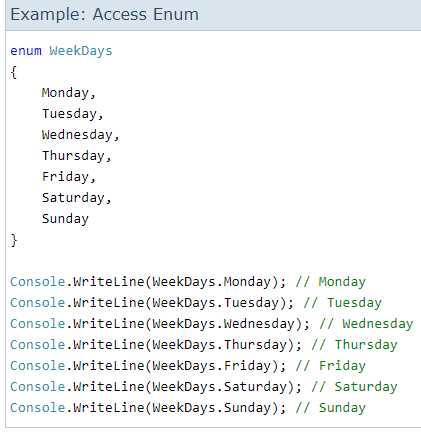 Example: Access Enum
enum WeekDays
{
    Monday,
    Tuesday,
    Wednesday,
    Thursday,
    Friday,
    Saturday,
    Sunday
}

Console.WriteLine(WeekDays.Monday); // Monday
Console.WriteLine(WeekDays.Tuesday); // Tuesday
Console.WriteLine(WeekDays.Wednesday); // Wednesday
Console.WriteLine(WeekDays.Thursday); // Thursday
Console.WriteLine(WeekDays.Friday); // Friday
Console.WriteLine(WeekDays.Saturday); // Saturday
Console.WriteLine(WeekDays.Sunday); // Sunday